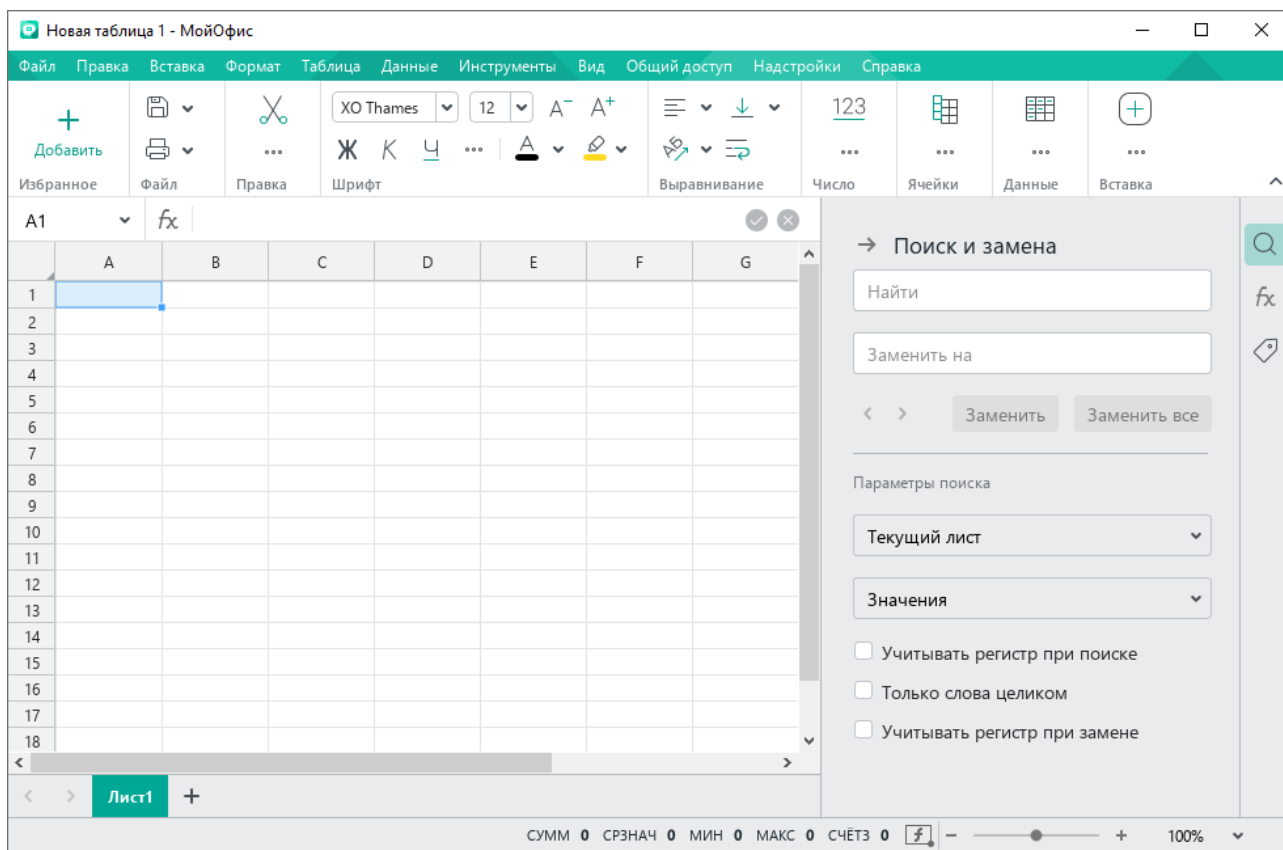 Новая таблица 1 - МойОфис
Файл Правка Вставка Формат Таблица Данные Инструменты Вид Общий доступ Надстройки Справка
XO Thames 12 A⁻ A⁺ 123
Добавить Ж К Ч A
Избранное Файл Правка Шрифт Выравнивание Число Ячейки Данные Вставка
A1 fx
Поиск и замена
A B C D E F G
Найти
fx
Заменить на
Заменить Заменить все
Параметры поиска
Текущий лист
Значения
Учитывать регистр при поиске
Только слова целиком
Учитывать регистр при замене
1
2
3
4
5
6
7
8
9
10
11
12
13
14
15
16
17
18
Лист1
СУММ 0 СРЗНАЧ 0 МИН 0 МАКС 0 СЧЁТЗ 0 100%